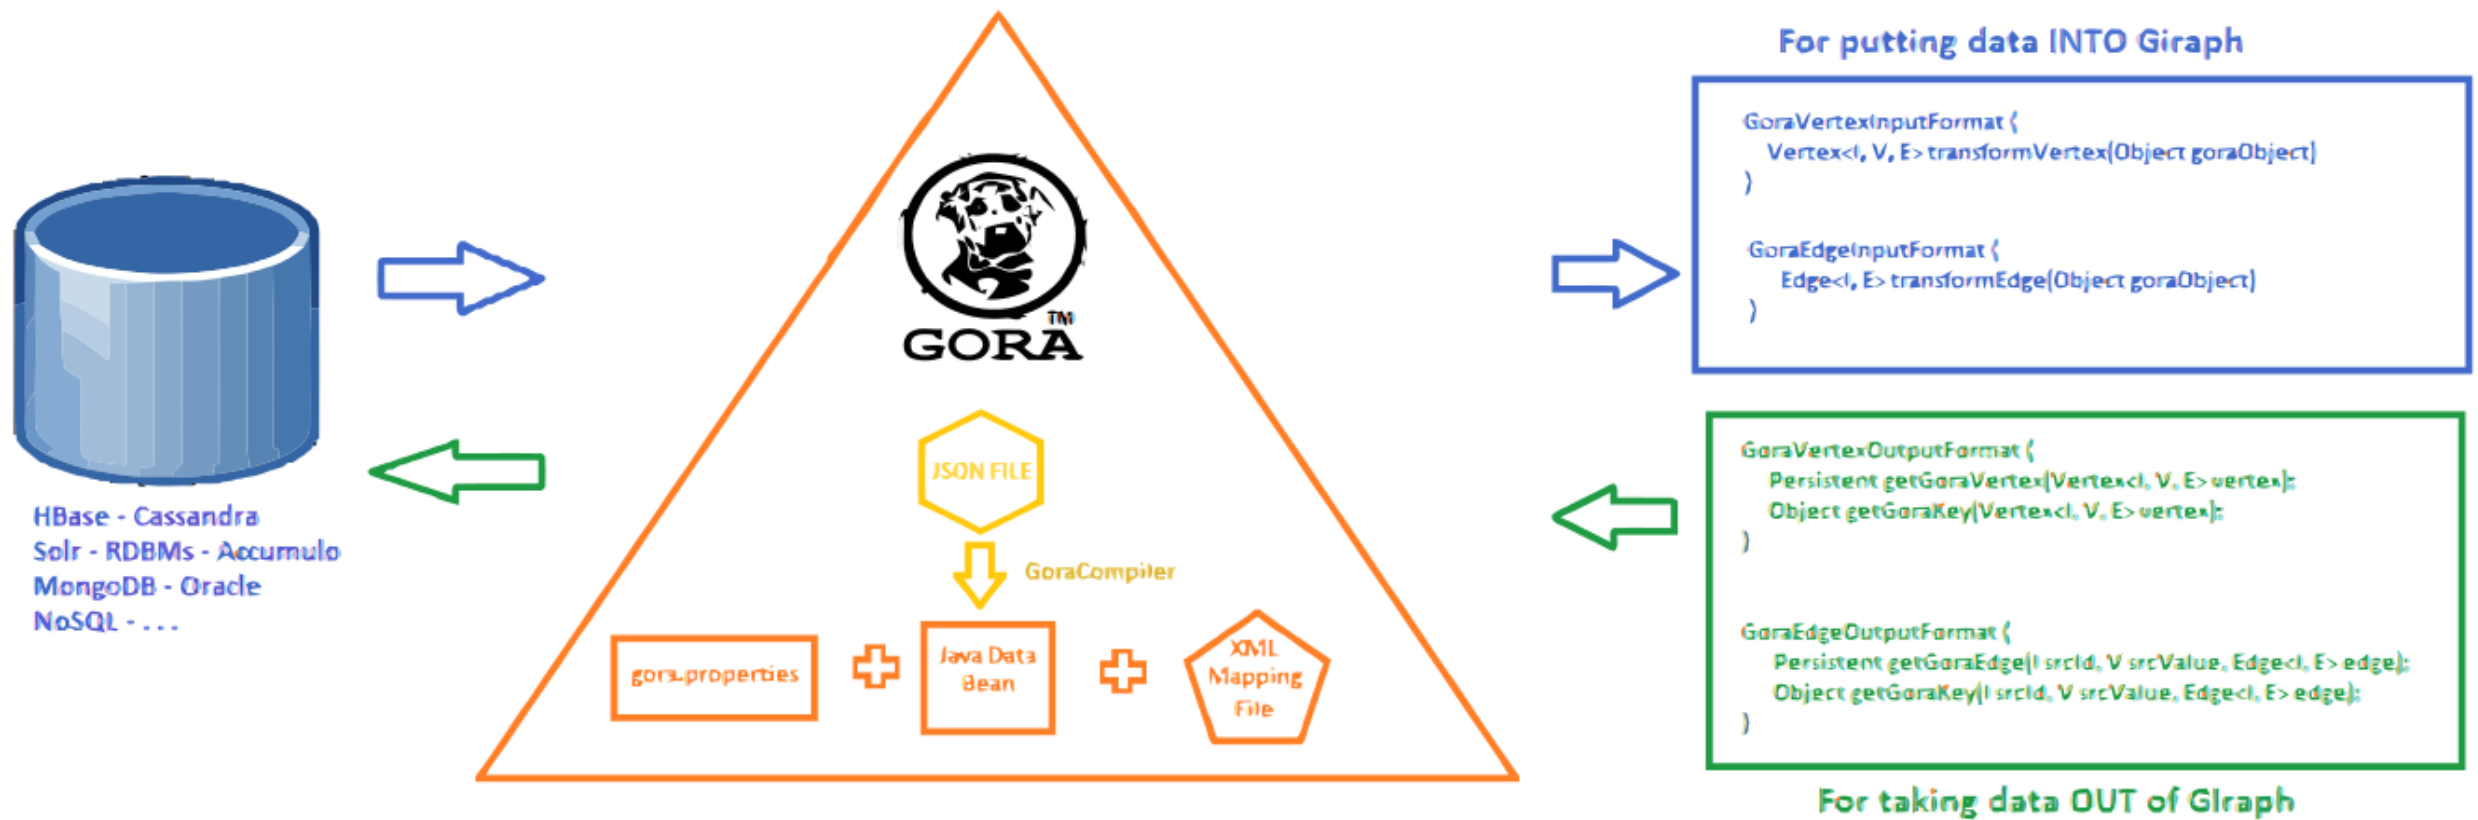 For putting data INTO Giraph
GoraVertexInputFormat {
Vertex<I, V, E> transformVertex(Object goraObject)
}
GoraEdgeInputFormat {
Edge<I, E> transformEdge(Object goraObject)
}
GORA
TM
JSON FILE
GoraCompiler
gora.properties
Java Data
Bean
XML
Mapping
File
HBase - Cassandra
Solr - RDBMs - Accumulo
MongoDB - Oracle
NoSQL - . . .
GoraVertexOutputFormat {
Persistent getGoraVertex(Vertex<I, V, E> vertex);
Object getGoraKey(Vertex<I, V, E> vertex);
}
GoraEdgeOutputFormat {
Persistent getGoraEdge(I srcId, V srcValue, Edge<I, E> edge);
Object getGoraKey(I srcId, V srcValue, Edge<I, E> edge);
}
For taking data OUT of GIraph